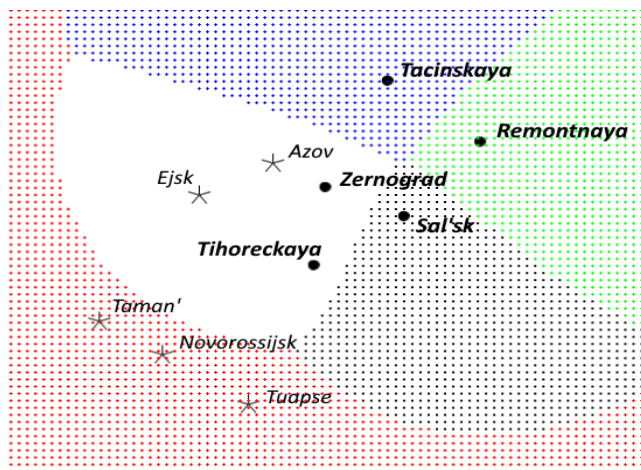 Tacinskaya
Remontnaya
Azov
Ejsk
Zernograd
Sal'sk
Tihoreckaya
Taman'
Novorossijsk
Tuapse